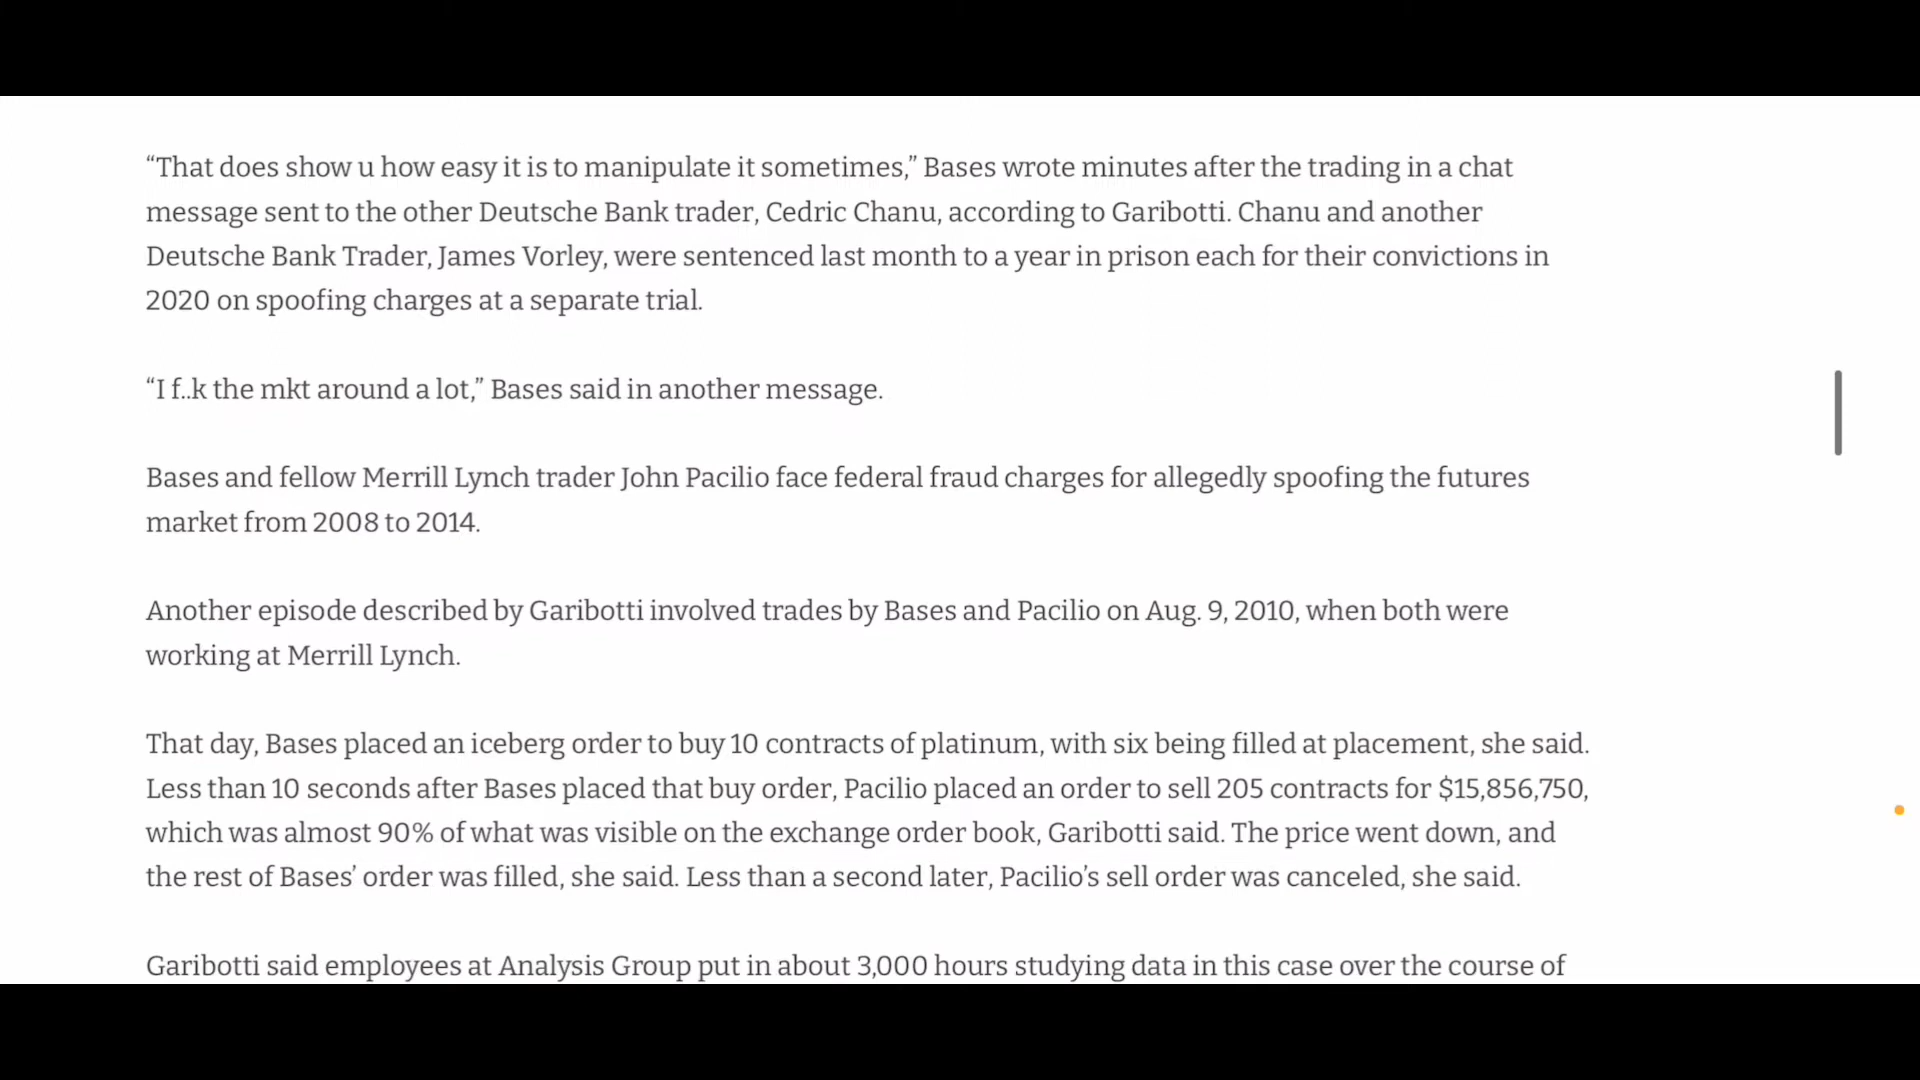 “That does show u how easy it is to manipulate it sometimes,” Bases wrote minutes after the trading in a chat
message sent to the other Deutsche Bank trader, Cedric Chanu, according to Garibotti. Chanu and another
Deutsche Bank Trader, James Vorley, were sentenced last month to a year in prison each for their convictions in
2020 on spoofing charges at a separate trial.
“I f..k the mkt around a lot,” Bases said in another message.
Bases and fellow Merrill Lynch trader John Pacilio face federal fraud charges for allegedly spoofing the futures
market from 2008 to 2014.
Another episode described by Garibotti involved trades by Bases and Pacilio on Aug. 9, 2010, when both were
working at Merrill Lynch.
That day, Bases placed an iceberg order to buy 10 contracts of platinum, with six being filled at placement, she said.
Less than 10 seconds after Bases placed that buy order, Pacilio placed an order to sell 205 contracts for $15,856,750,
which was almost 90% of what was visible on the exchange order book, Garibotti said. The price went down, and
the rest of Bases’ order was filled, she said. Less than a second later, Pacilio’s sell order was canceled, she said.
Garibotti said employees at Analysis Group put in about 3,000 hours studying data in this case over the course of